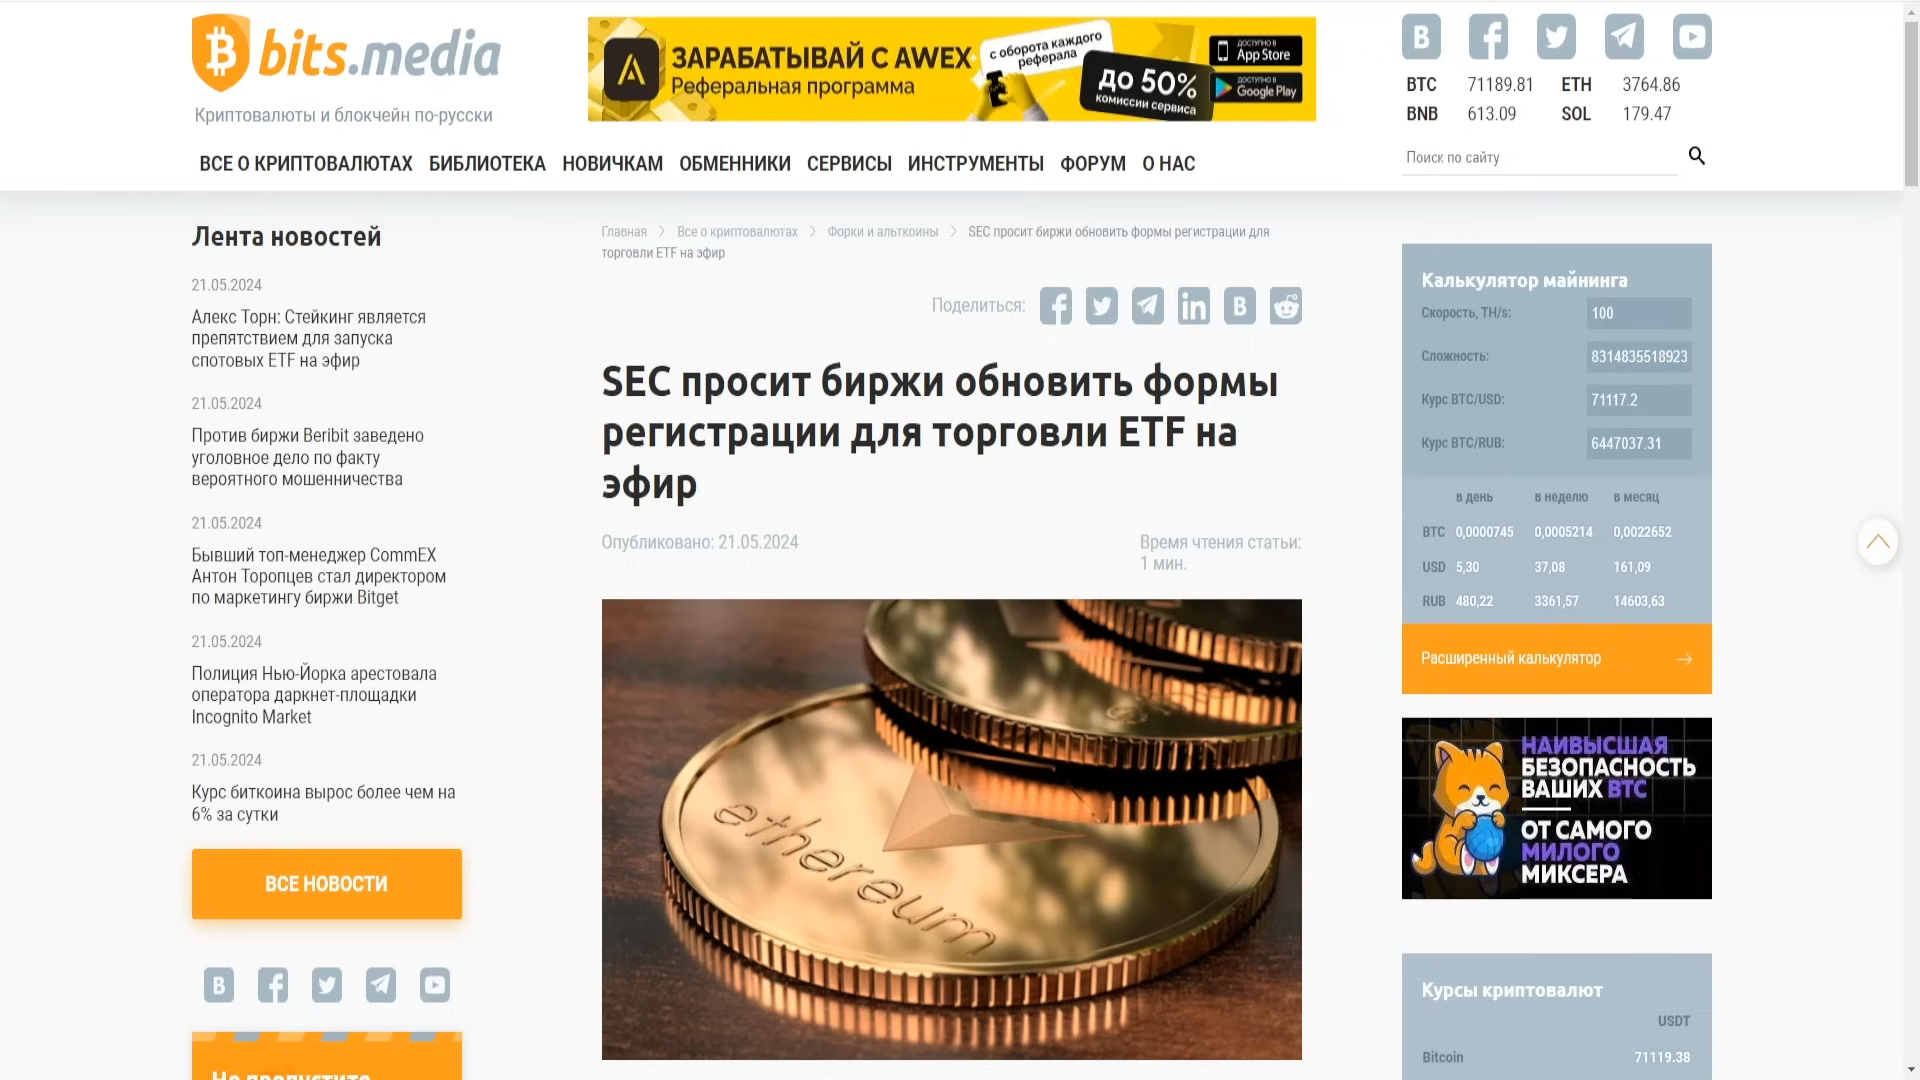 bits.media
Криптовалюты и блокчейн по-русски
ЗАРАБАТЫВАЙ С AWEX
Реферальная программа
с оборота каждого
реферала
до 50%
комиссии сервиса
ДОСТУПНО В
App Store
ДОСТУПНО В
Google Play
BTC 71189.81 ETH 3764.86
BNB 613.09 SOL 179.47
Поиск по сайту
ВСЕ О КРИПТОВАЛЮТАХ БИБЛИОТЕКА НОВИЧКАМ ОБМЕННИКИ СЕРВИСЫ ИНСТРУМЕНТЫ ФОРУМ О НАС
Лента новостей
21.05.2024
Алекс Торн: Стейкинг является
препятствием для запуска
спотовых ETF на эфир
21.05.2024
Против биржи Beribit заведено
уголовное дело по факту
вероятного мошенничества
21.05.2024
Бывший топ-менеджер CommEX
Антон Торопцев стал директором
по маркетингу биржи Bitget
21.05.2024
Полиция Нью-Йорка арестовала
оператора даркнет-площадки
Incognito Market
21.05.2024
Курс биткоина вырос более чем на
6% за сутки
ВСЕ НОВОСТИ
Не пропустите
Главная > Все о криптовалютах > Форки и альткоины > SEC просит биржи обновить формы регистрации для
торговли ETF на эфир
Поделиться:
SEC просит биржи обновить формы
регистрации для торговли ETF на
эфир
Опубликовано: 21.05.2024
Время чтения статьи:
1 мин.
ethereum
Калькулятор майнинга
Скорость, TH/s: 100
Сложность: 8314835518923
Курс BTC/USD: 71117.2
Курс BTC/RUB: 6447037.31
в день в неделю в месяц
BTC 0,0000745 0,0005214 0,0022652
USD 5,30 37,08 161,09
RUB 480,22 3361,57 14603,63
Расширенный калькулятор
НАИВЫСШАЯ
БЕЗОПАСНОСТЬ
ВАШИХ BTC
ОТ САМОГО
МИЛОГО
МИКСЕРА
Курсы криптовалют
USDT
Bitcoin 71119.38